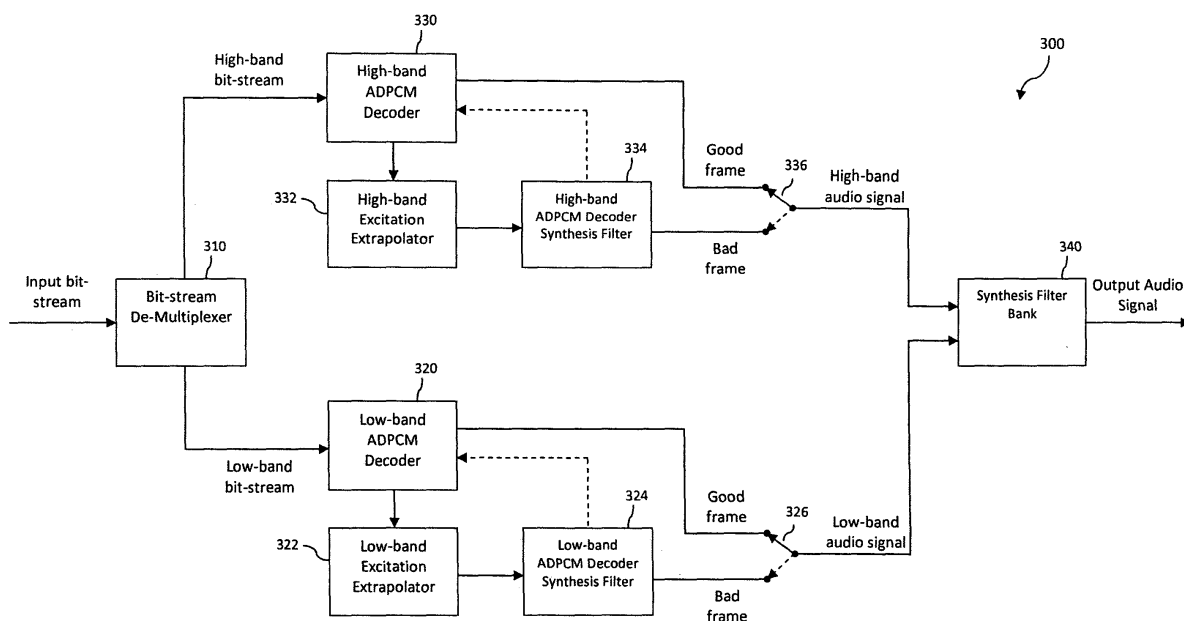 330
High-band
bit-stream
High-band
ADPCM
Decoder
300
334
Good
frame
336
High-band
audio signal
332
High-band
Excitation
Extrapolator
High-band
ADPCM Decoder
Synthesis Filter
Bad
frame
310
Input bit-
stream
Bit-stream
De-Multiplexer
340
Synthesis Filter
Bank
Output Audio
Signal
320
Low-band
ADPCM
Decoder
Low-band
bit-stream
324
Good
frame
326
Low-band
audio signal
322
Low-band
Excitation
Extrapolator
Low-band
ADPCM Decoder
Synthesis Filter
Bad
frame